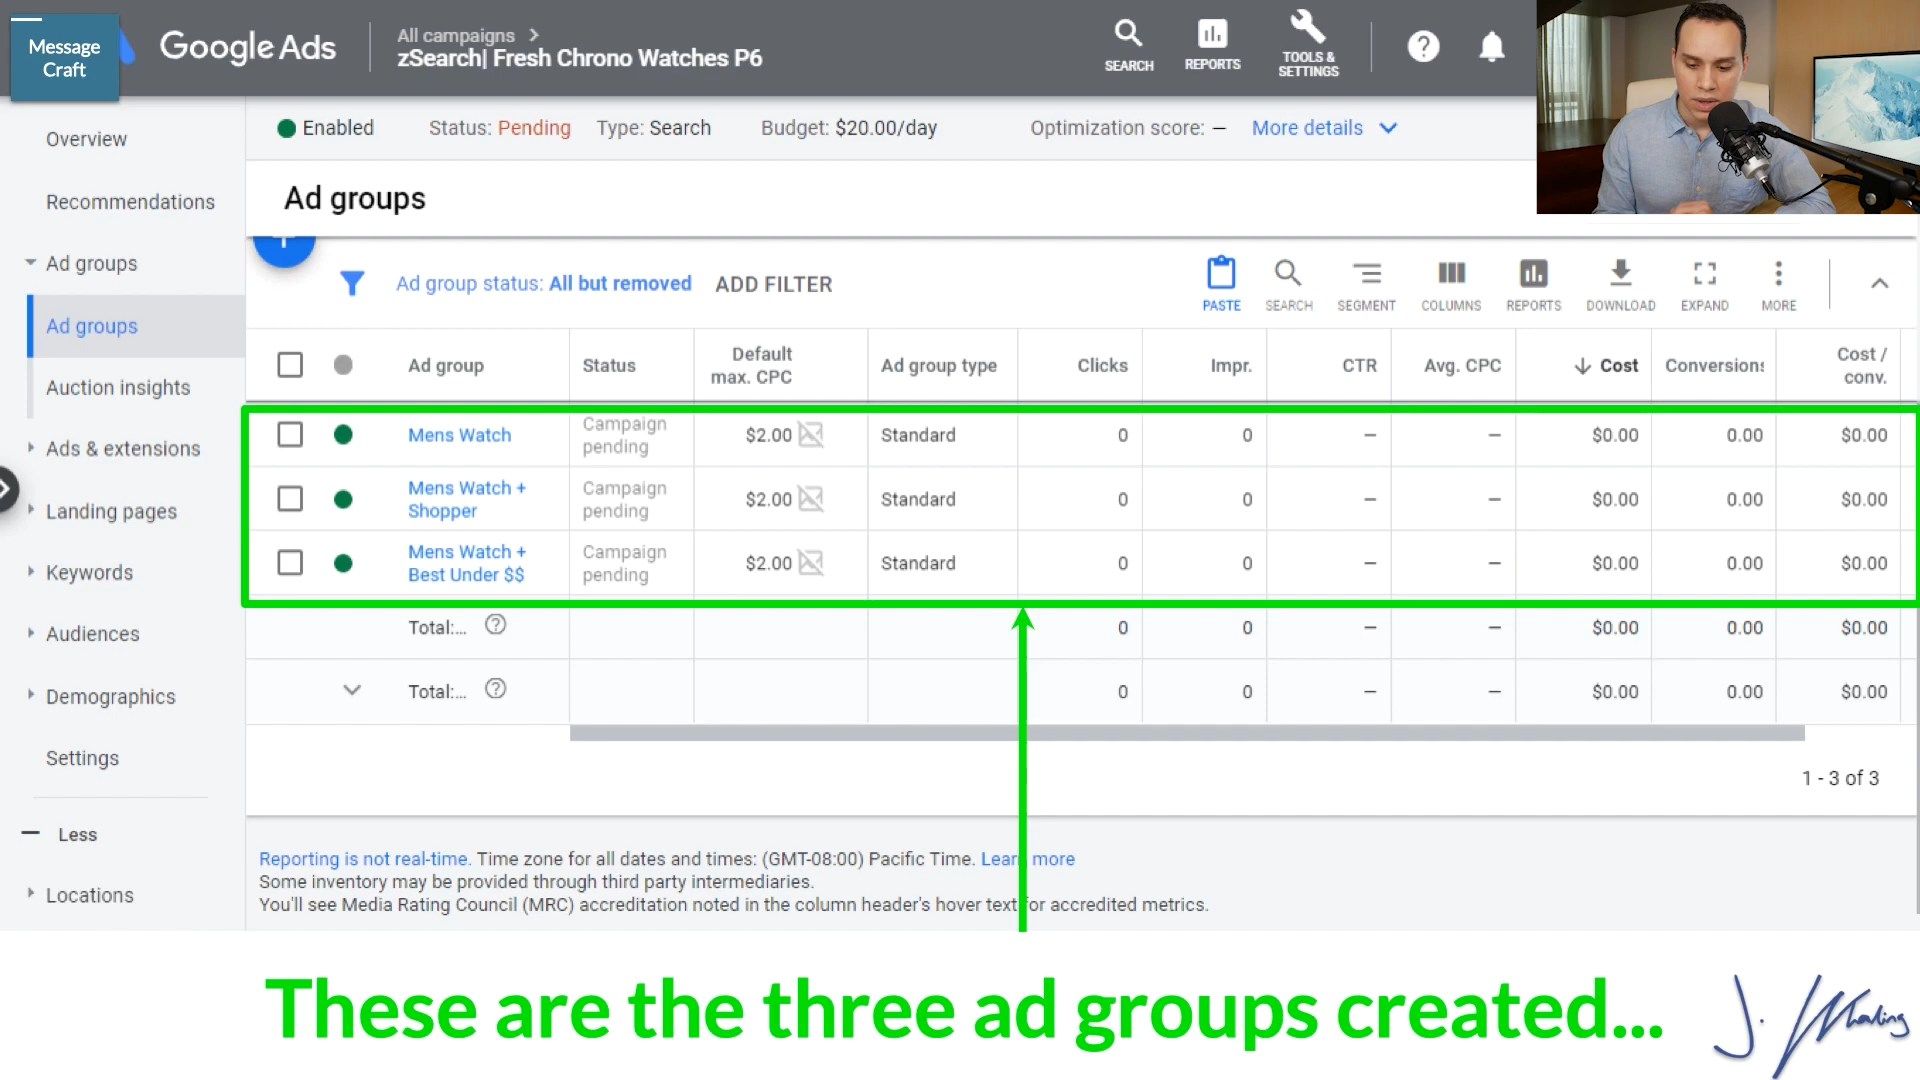 Message
Craft
Google Ads
All campaigns
zSearch| Fresh Chrono Watches P6
SEARCH
REPORTS
TOOLS &
SETTINGS
Overview
Recommendations
Ad groups
Ad groups
Auction insights
Ads & extensions
Landing pages
Keywords
Audiences
Demographics
Settings
Less
Locations
Enabled
Status: Pending
Type: Search
Budget: $20.00/day
Optimization score: –
More details
Ad groups
Ad group status: All but removed
ADD FILTER
PASTE
SEARCH
SEGMENT
COLUMNS
REPORTS
DOWNLOAD
EXPAND
MORE
Ad group
Status
Default
max. CPC
Ad group type
Clicks
Impr.
CTR
Avg. CPC
Cost
Conversions
Cost /
conv.
Mens Watch
Campaign
pending
$2.00
Standard
0
0
–
–
$0.00
0.00
$0.00
Mens Watch +
Shopper
Campaign
pending
$2.00
Standard
0
0
–
–
$0.00
0.00
$0.00
Mens Watch +
Best Under $$
Campaign
pending
$2.00
Standard
0
0
–
–
$0.00
0.00
$0.00
Total:...
0
0
–
–
$0.00
0.00
$0.00
Total:...
0
0
–
–
$0.00
0.00
$0.00
1 - 3 of 3
Reporting is not real-time. Time zone for all dates and times: (GMT-08:00) Pacific Time. Learn more
Some inventory may be provided through third party intermediaries.
You'll see Media Rating Council (MRC) accreditation noted in the column header's hover text for accredited metrics.
These are the three ad groups created...